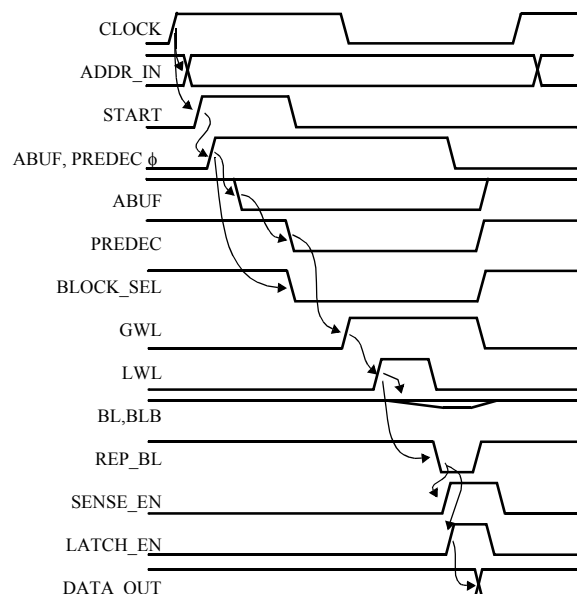 CLOCK
ADDR_IN
START
ABUF, PREDEC ϕ
ABUF
PREDEC
BLOCK_SEL
GWL
LWL
BL,BLB
REP_BL
SENSE_EN
LATCH_EN
DATA_OUT